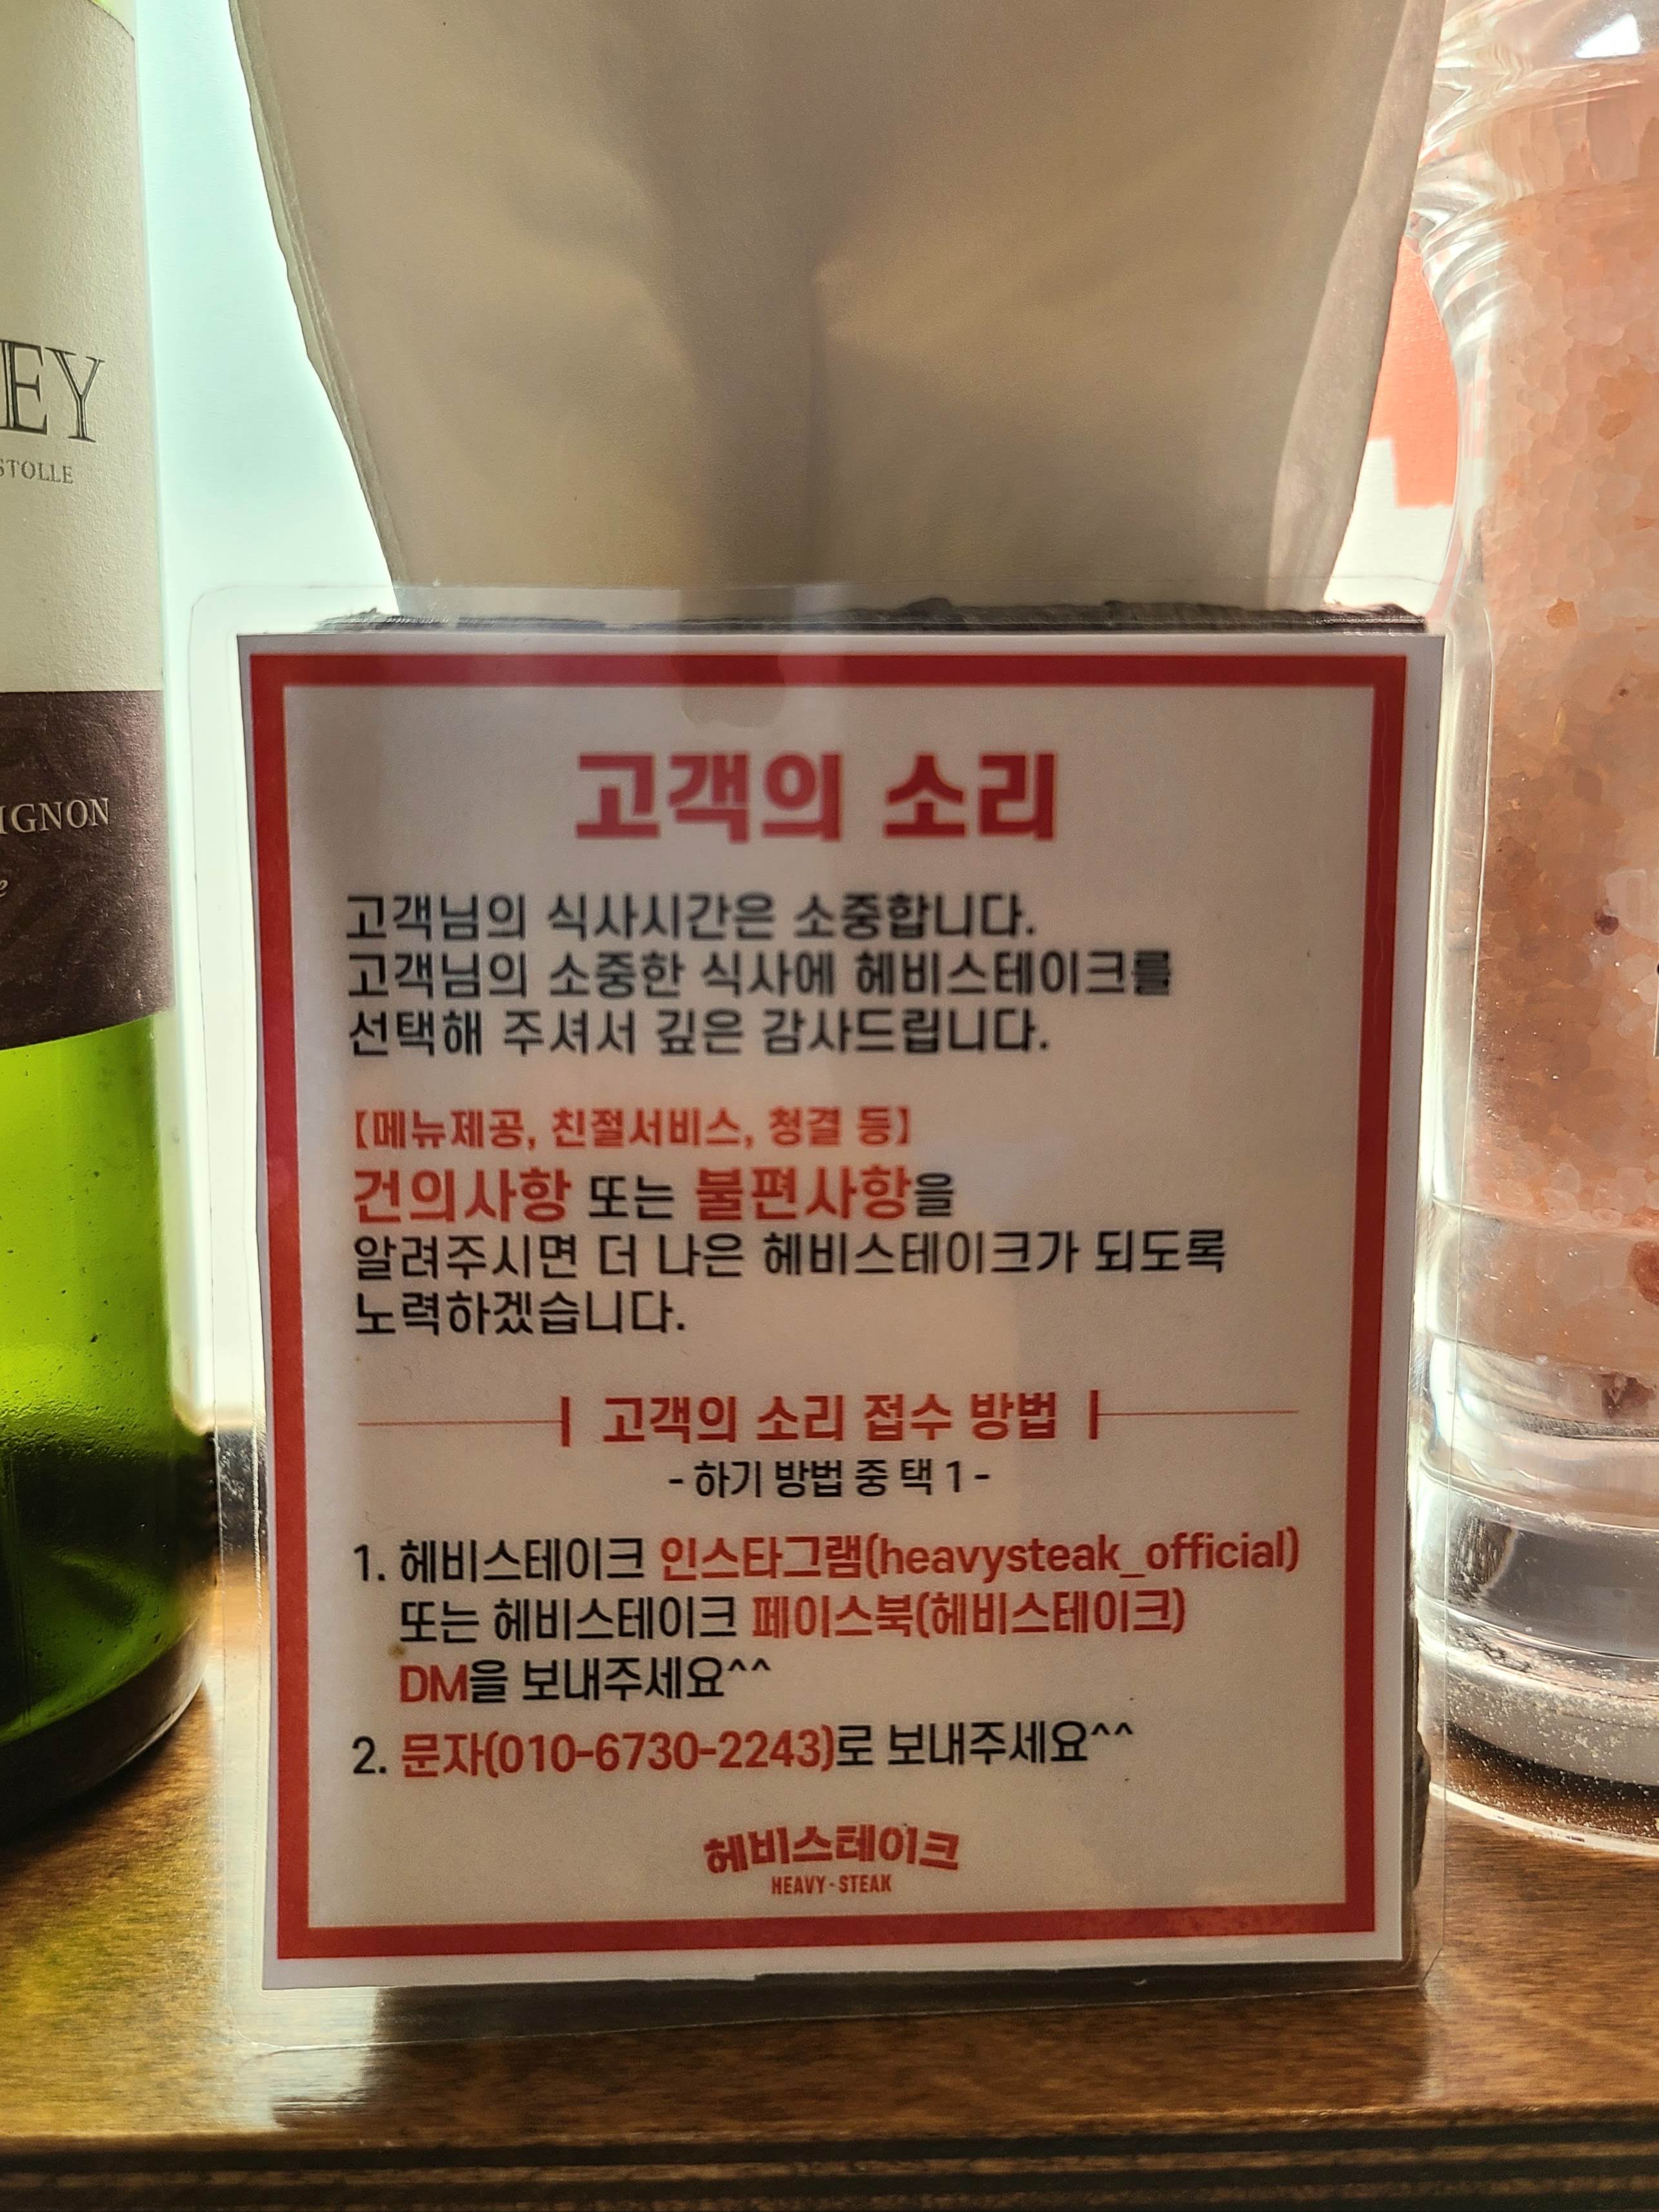 EY
STOLLE
IGNON
고객의 소리
고객님의 식사시간은 소중합니다.
고객님의 소중한 식사에 헤비스테이크를
선택해 주셔서 깊은 감사드립니다.
【메뉴제공, 친절서비스, 청결 등】
건의사항 또는 불편사항을
알려주시면 더 나은 헤비스테이크가 되도록
노력하겠습니다.
| 고객의 소리 접수 방법 |
- 하기 방법 중 택 1 -
1. 헤비스테이크 인스타그램(heavysteak_official)
또는 헤비스테이크 페이스북(헤비스테이크)
DM을 보내주세요^^
2. 문자(010-6730-2243)로 보내주세요^^
헤비스테이크
HEAVY-STEAK